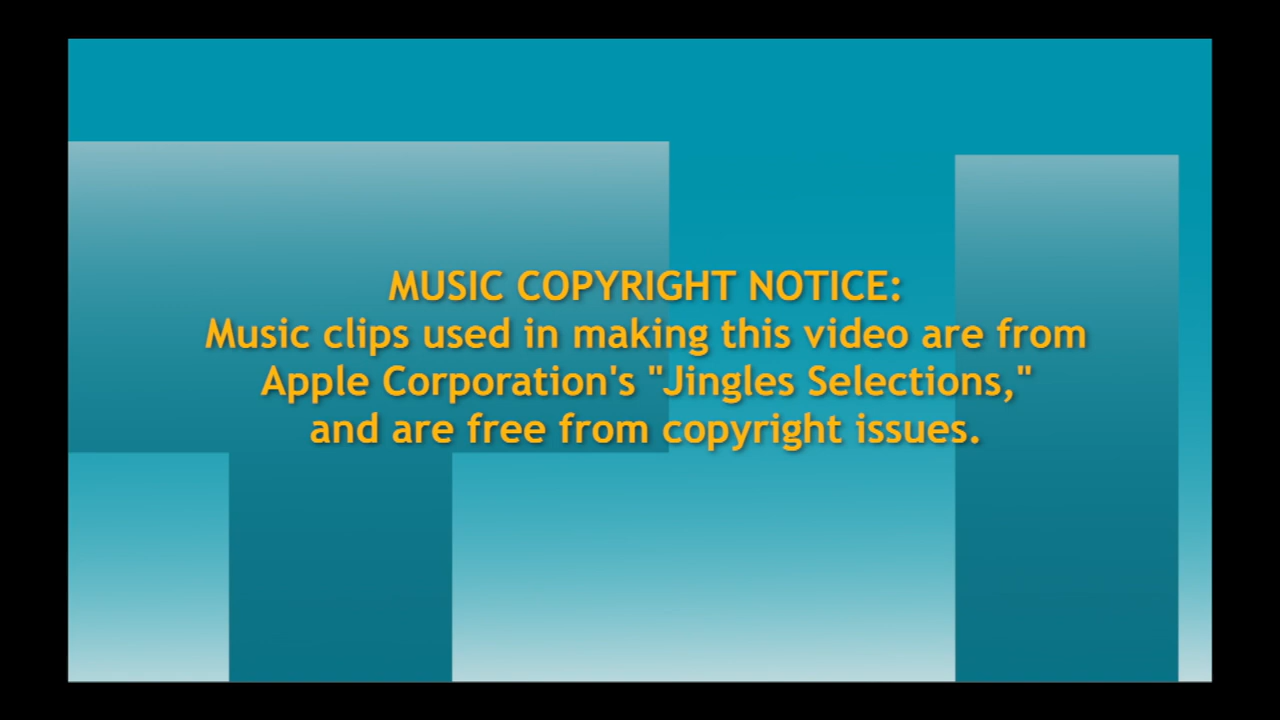 MUSIC COPYRIGHT NOTICE:
Music clips used in making this video are from
Apple Corporation's "Jingles Selections,"
and are free from copyright issues.